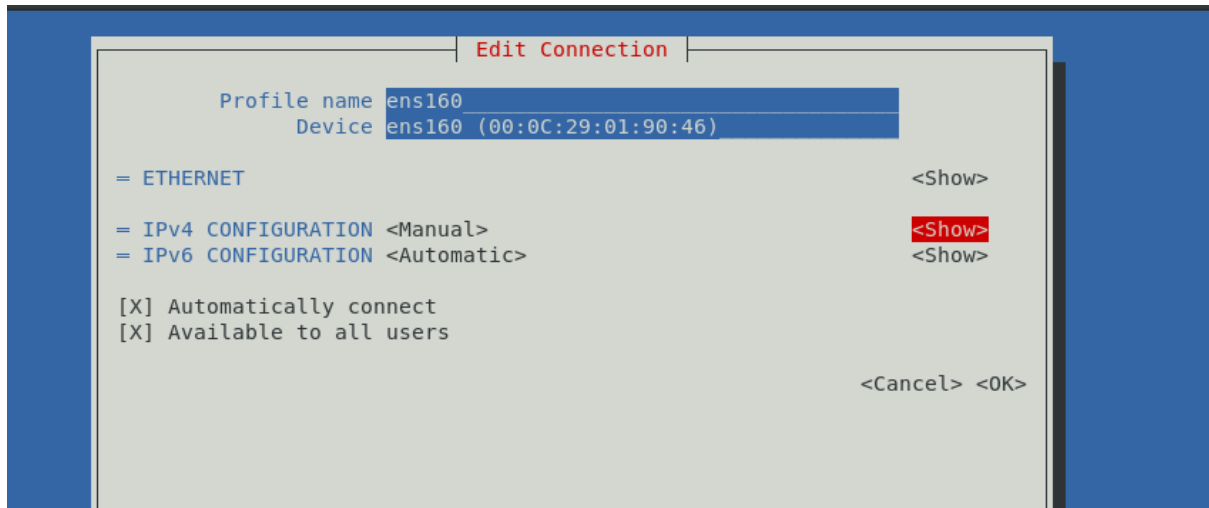 Edit Connection
Profile name ens160
Device ens160 (00:0C:29:01:90:46)
= ETHERNET <Show>
= IPv4 CONFIGURATION <Manual> <Show>
= IPv6 CONFIGURATION <Automatic> <Show>
[X] Automatically connect
[X] Available to all users
<Cancel> <OK>